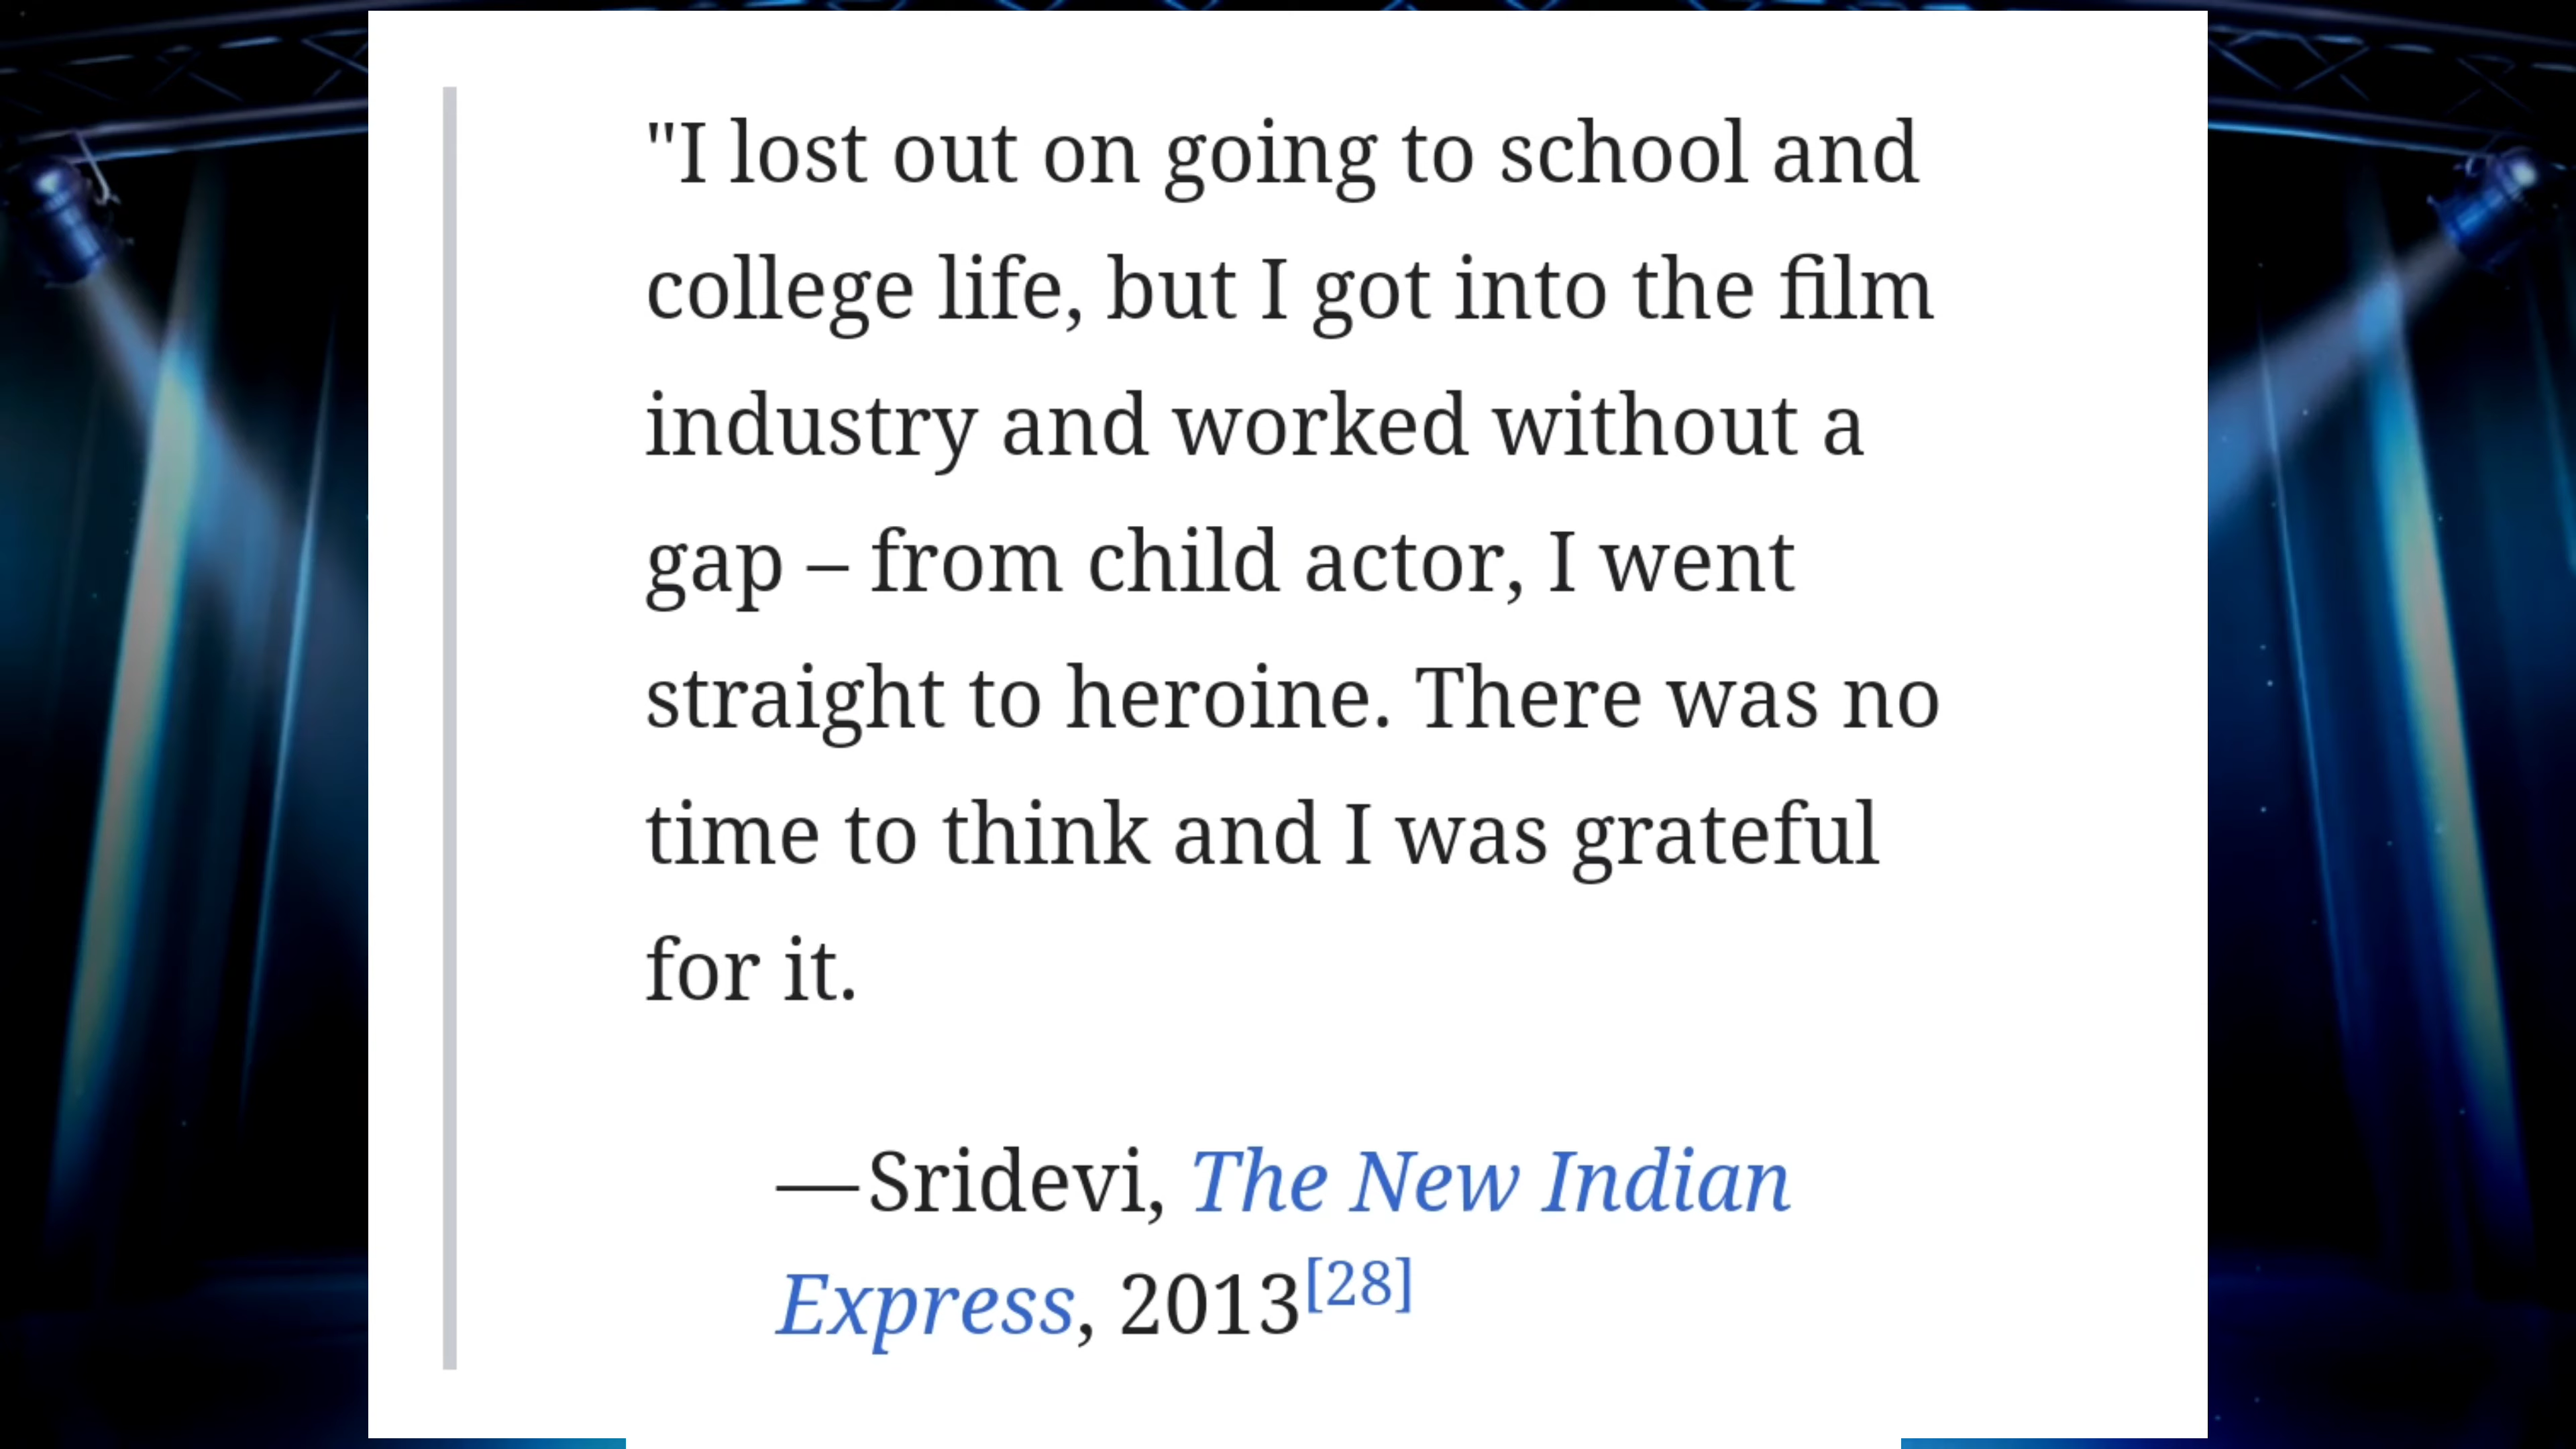 "I lost out on going to school and
college life, but I got into the film
industry and worked without a
gap – from child actor, I went
straight to heroine. There was no
time to think and I was grateful
for it.
—Sridevi, The New Indian
Express, 2013[28]